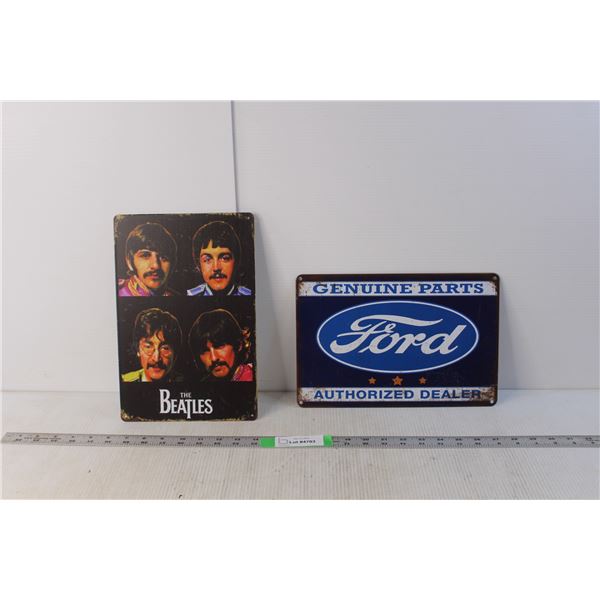 THE
BEATLES
GENUINE PARTS
Ford
AUTHORIZED DEALER